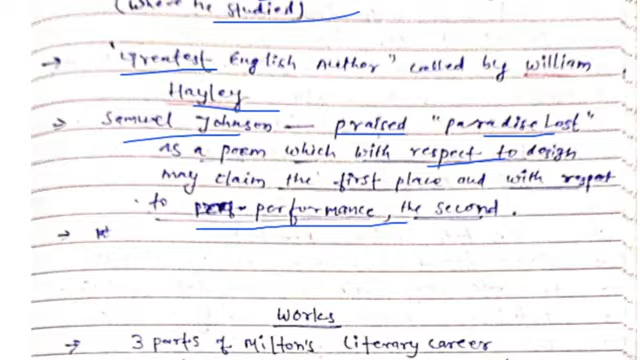 (where he studied)
→ "Greatest English Author" called by William
Hayley
→ Samuel Johnson — praised "paradise Lost"
as a poem which with respect to design
may claim the first place and with respect
to performance, the second.
→
Works
→ 3 parts of Milton's Literary career